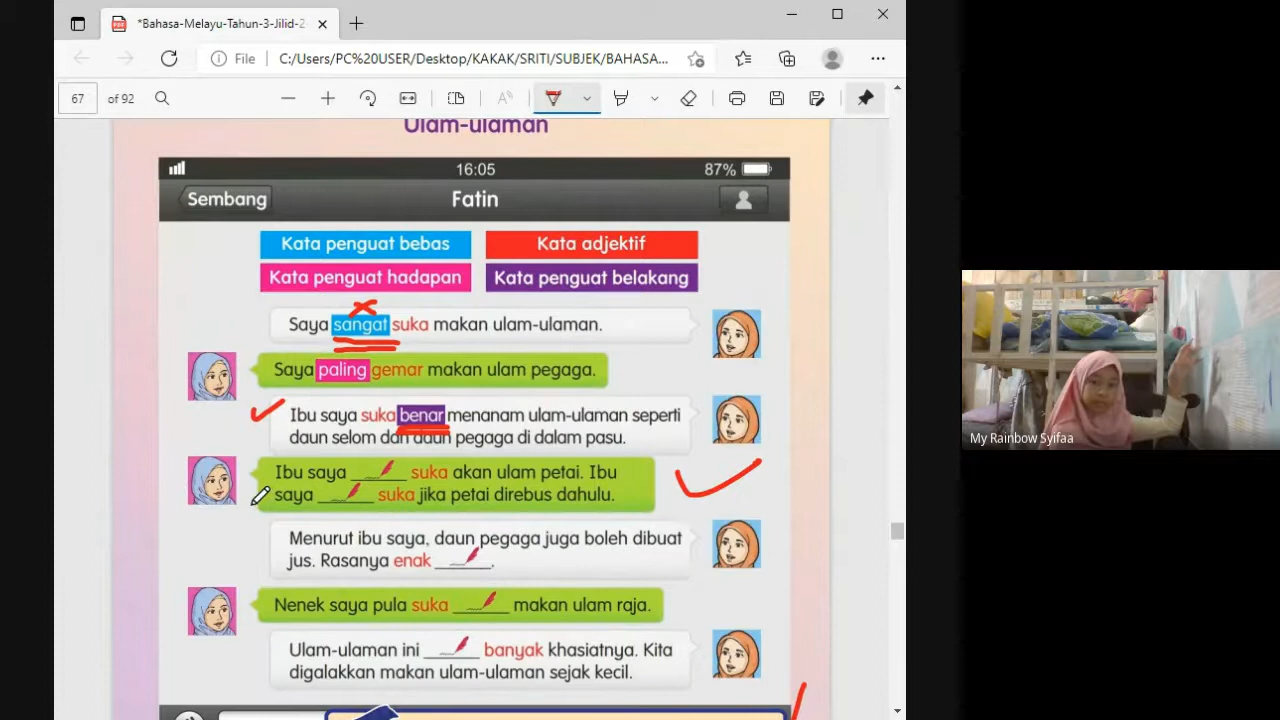 *Bahasa-Melayu-Tahun-3-Jilid-2
File C:/Users/PC%20USER/Desktop/KAKAK/SRITI/SUBJEK/BAHASA...
67 of 92
Ulam-ulaman
16:05 87%
Sembang Fatin
Kata penguat bebas Kata adjektif
Kata penguat hadapan Kata penguat belakang
Saya sangat suka makan ulam-ulaman.
Saya paling gemar makan ulam pegaga.
Ibu saya suka benar menanam ulam-ulaman seperti
daun selom dan daun pegaga di dalam pasu.
Ibu saya ______ suka akan ulam petai. Ibu
saya ______ suka jika petai direbus dahulu.
Menurut ibu saya, daun pegaga juga boleh dibuat
jus. Rasanya enak ______.
Nenek saya pula suka ______ makan ulam raja.
Ulam-ulaman ini ______ banyak khasiatnya. Kita
digalakkan makan ulam-ulaman sejak kecil.
My Rainbow Syifaa